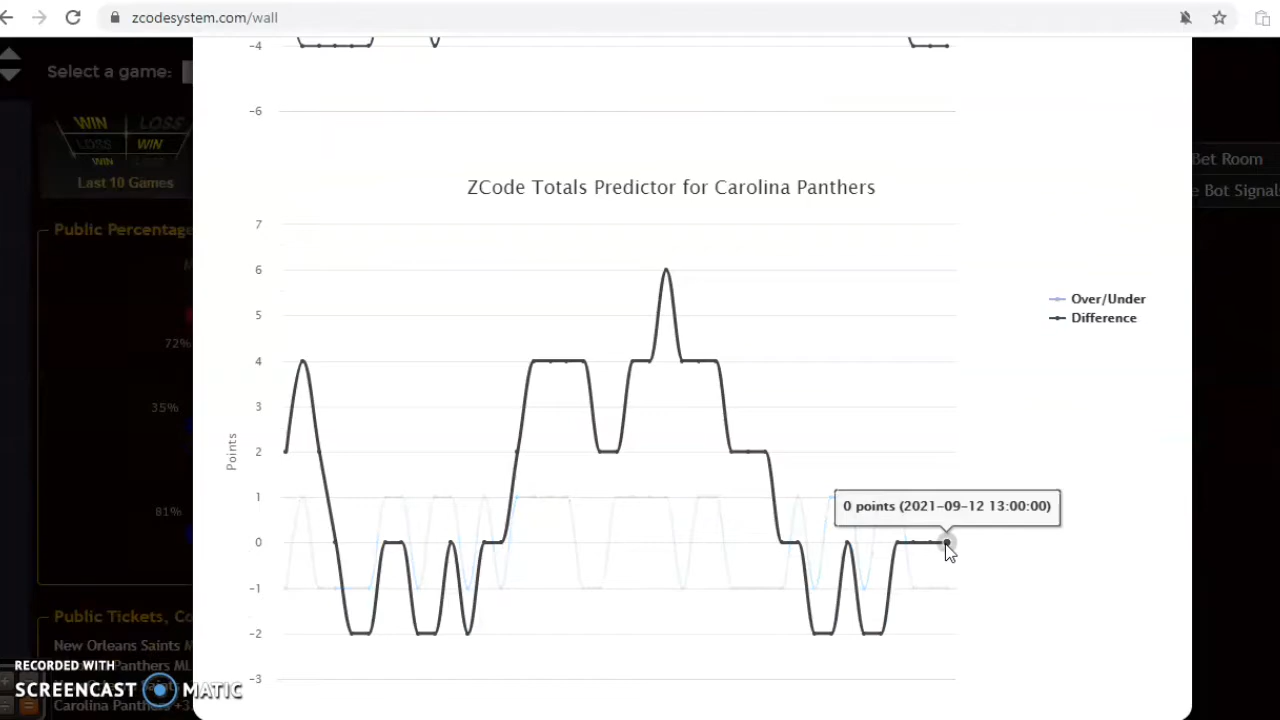 zcodesystem.com/wall
-4
Select a game:
-6
WIN LOSS
LOSS WIN
WIN LOSS
Bet Room
Last 10 Games
ZCode Totals Predictor for Carolina Panthers
e Bot Signal
Public Percentage
7
6
Over/Under
5
Difference
72%
4
35%
3
Points
2
1
81%
0 points (2021-09-12 13:00:00)
0
-1
Public Tickets, Co
-2
New Orleans Saints M
RECORDED WITH
Panthers ML
-3
SCREENCAST MATIC
Carolina Panthers +3